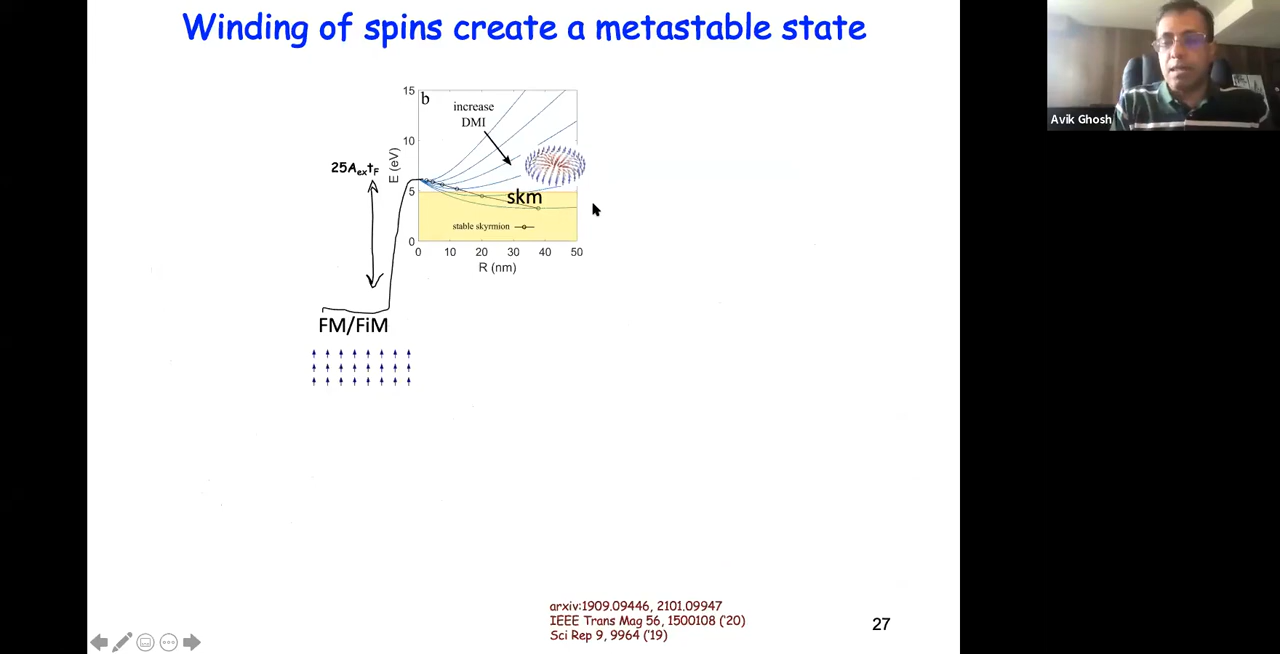 Winding of spins create a metastable state
Avik Ghosh
b
increase
DMI
15
10
5
0
E (eV)
25AextF
skm
stable skyrmion
0 10 20 30 40 50
R (nm)
FM/FiM
arxiv:1909.09446, 2101.09947
IEEE Trans Mag 56, 1500108 ('20)
Sci Rep 9, 9964 ('19)
27